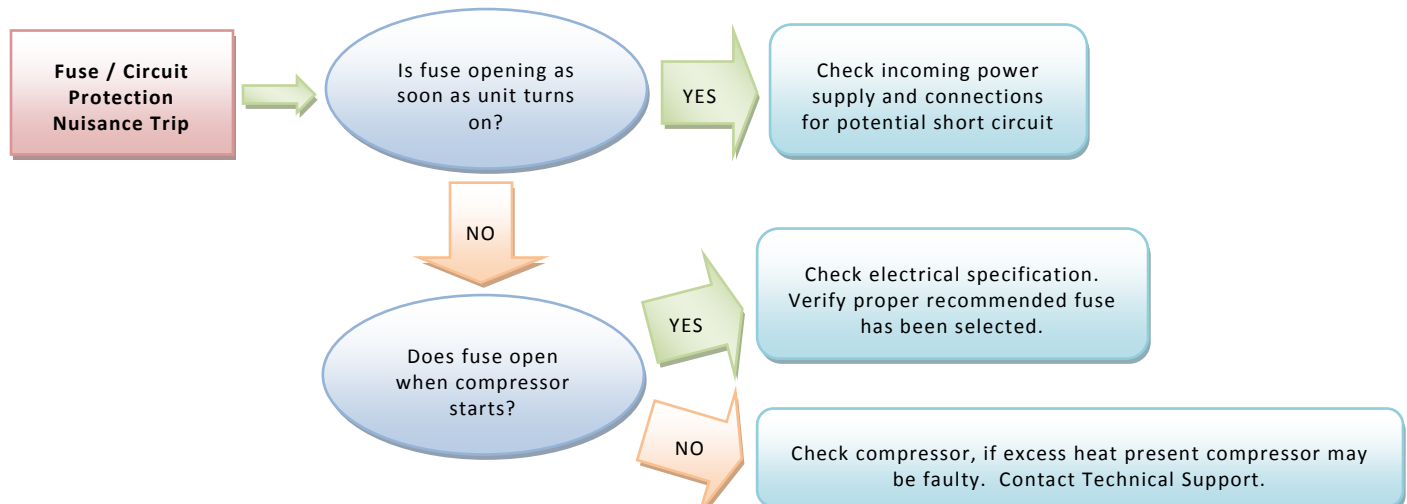 Fuse / Circuit
Protection
Nuisance Trip
Is fuse opening as
soon as unit turns
on?
YES
Check incoming power
supply and connections
for potential short circuit
NO
Does fuse open
when compressor
starts?
YES
Check electrical specification.
Verify proper recommended fuse
has been selected.
NO
Check compressor, if excess heat present compressor may
be faulty.  Contact Technical Support.